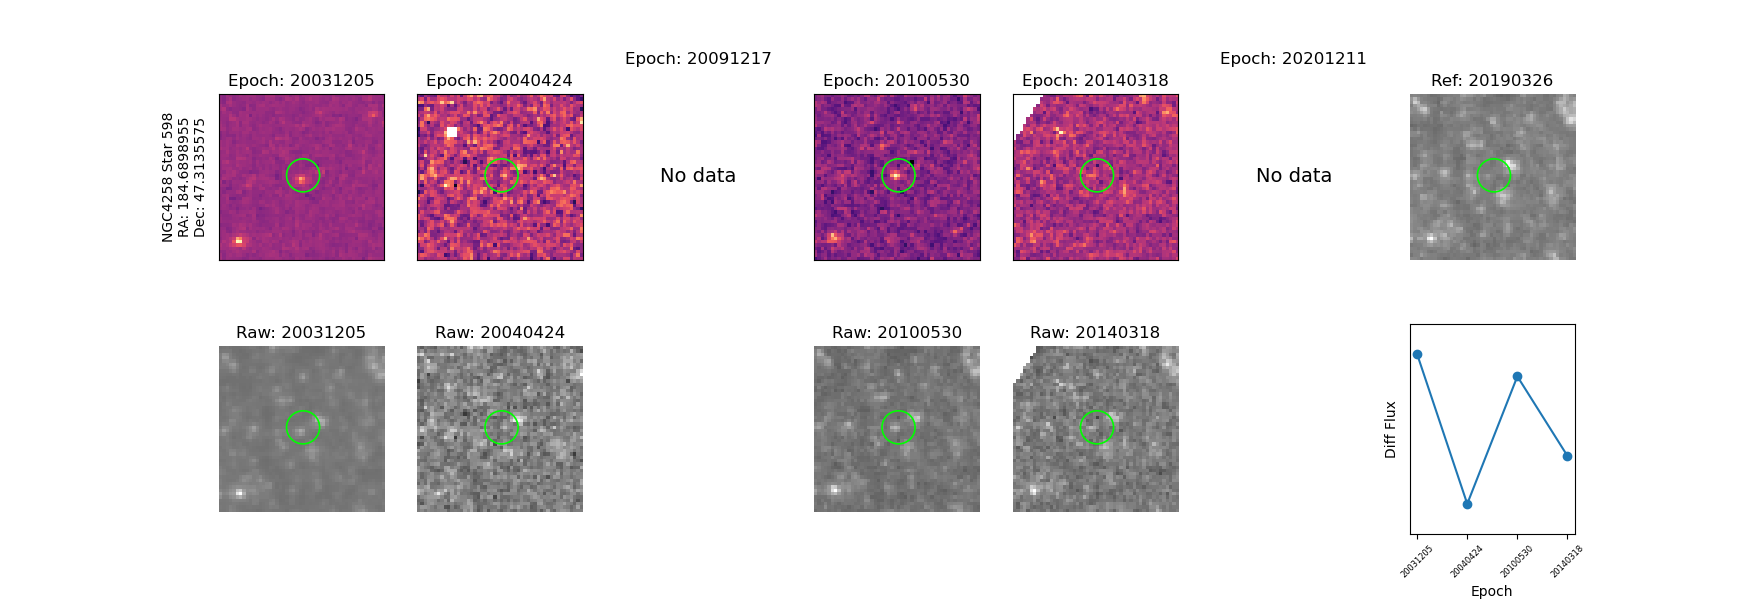 NGC4258 Star 598
RA: 184.6898955
Dec: 47.3135575
Epoch: 20031205
Epoch: 20040424
Epoch: 20091217
No data
Epoch: 20100530
Epoch: 20140318
Epoch: 20201211
No data
Ref: 20190326
Raw: 20031205
Raw: 20040424
Raw: 20100530
Raw: 20140318
Diff Flux
20031205
20040424
20100530
20140318
Epoch